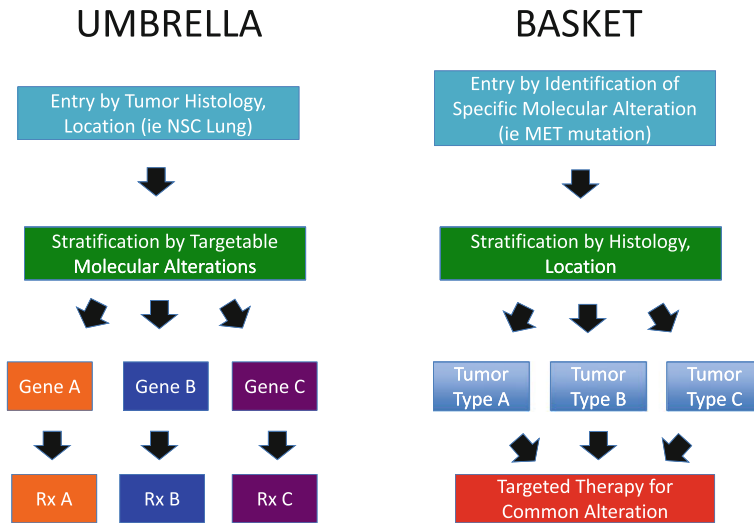 UMBRELLA
Entry by Tumor Histology,
Location (ie NSC Lung)
Stratification by Targetable
Molecular Alterations
Gene A
Gene B
Gene C
Rx A
Rx B
Rx C
BASKET
Entry by Identification of
Specific Molecular Alteration
(ie MET mutation)
Stratification by Histology,
Location
Tumor
Type A
Tumor
Type B
Tumor
Type C
Targeted Therapy for
Common Alteration